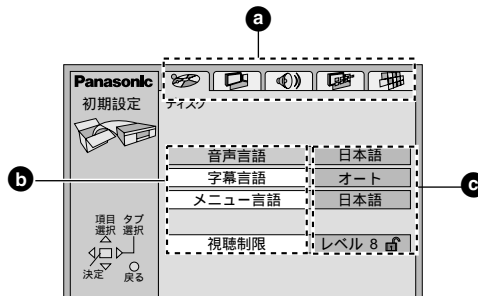 a
Panasonic
初期設定
ディスク
b
音声言語 日本語
字幕言語 オート
メニュー言語 日本語
視聴制限 レベル 8
c
項目選択 タブ選択
決定 戻る